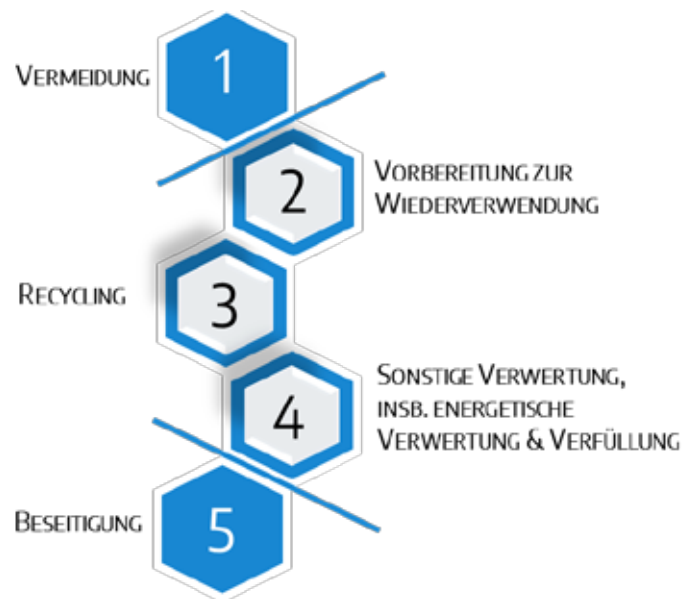 1
VERMEIDUNG
2
VORBEREITUNG ZUR
WIEDERVERWENDUNG
RECYCLING
3
4
SONSTIGE VERWERTUNG,
INSB. ENERGETISCHE
VERWERTUNG & VERFÜLLUNG
BESEITIGUNG
5